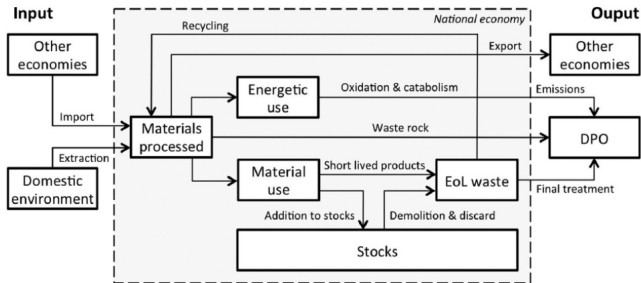 Input
National economy
Ouput
Recycling
Other
economies
Export
Other
economies
Energetic
use
Oxidation & catabolism
Emissions
Import
Materials
processed
Waste rock
DPO
Extraction
Domestic
environment
Material
use
Short lived products
EoL waste
Final treatment
Addition to stocks
Demolition & discard
Stocks